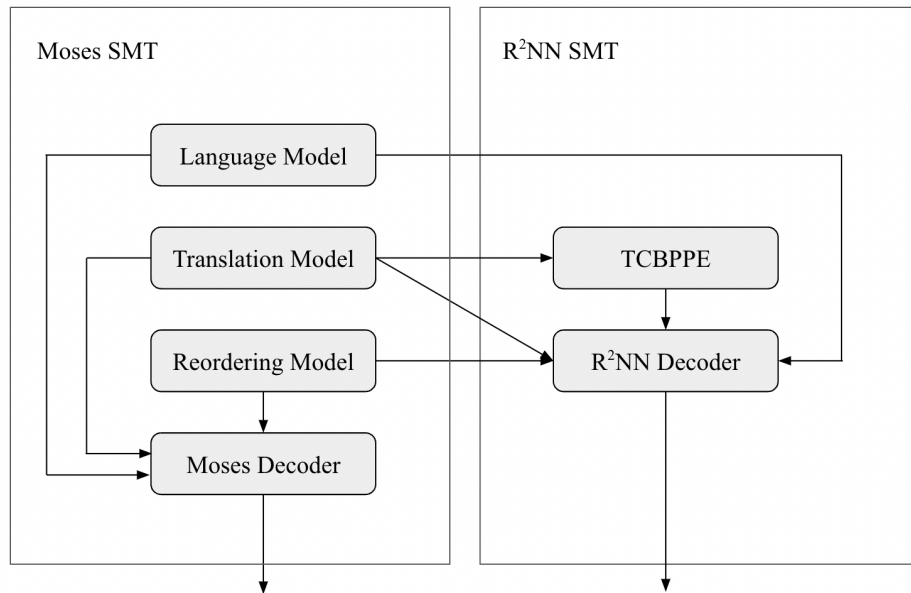 Moses SMT
R²NN SMT
Language Model
Translation Model
TCBPPE
Reordering Model
R²NN Decoder
Moses Decoder